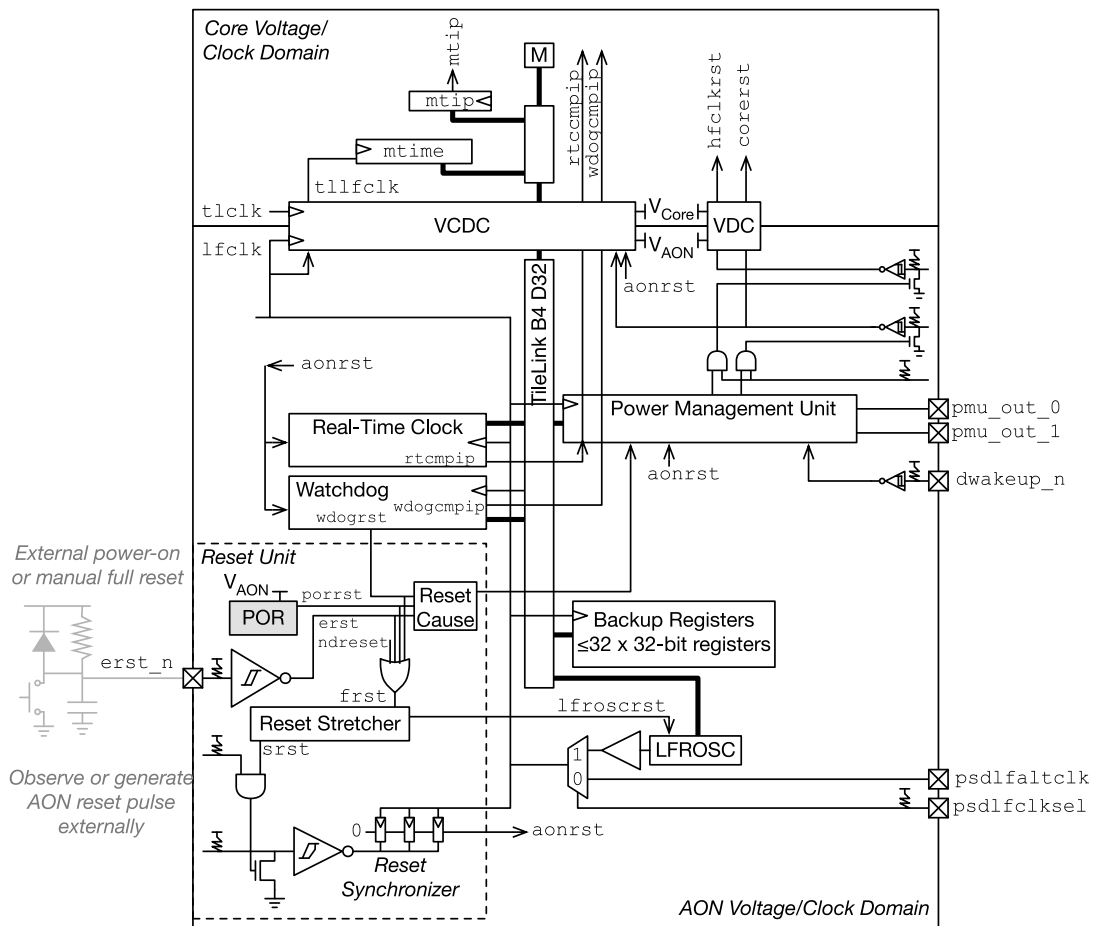 Core Voltage/
Clock Domain
mtip
M
mtip
rtccmpip
wdogcmpip
hfclkrst
corerst
mtime
tllfclk
tlclk
VCDC
VCore
VDC
lfclk
VAON
aonrst
TileLink B4 D32
aonrst
Power Management Unit
pmu_out_0
Real-Time Clock
pmu_out_1
rtcmpip
aonrst
dwakeup_n
Watchdog
wdogcmpip
wdogrst
External power-on
or manual full reset
Reset Unit
VAON
porrst
Reset
Cause
POR
erst
ndreset
Backup Registers
≤32 x 32-bit registers
erst_n
frst
lfroscrst
Reset Stretcher
srst
LFROSC
1
0
Observe or generate
AON reset pulse
externally
psdlfaltclk
psdlfclksel
0
aonrst
Reset
Synchronizer
AON Voltage/Clock Domain